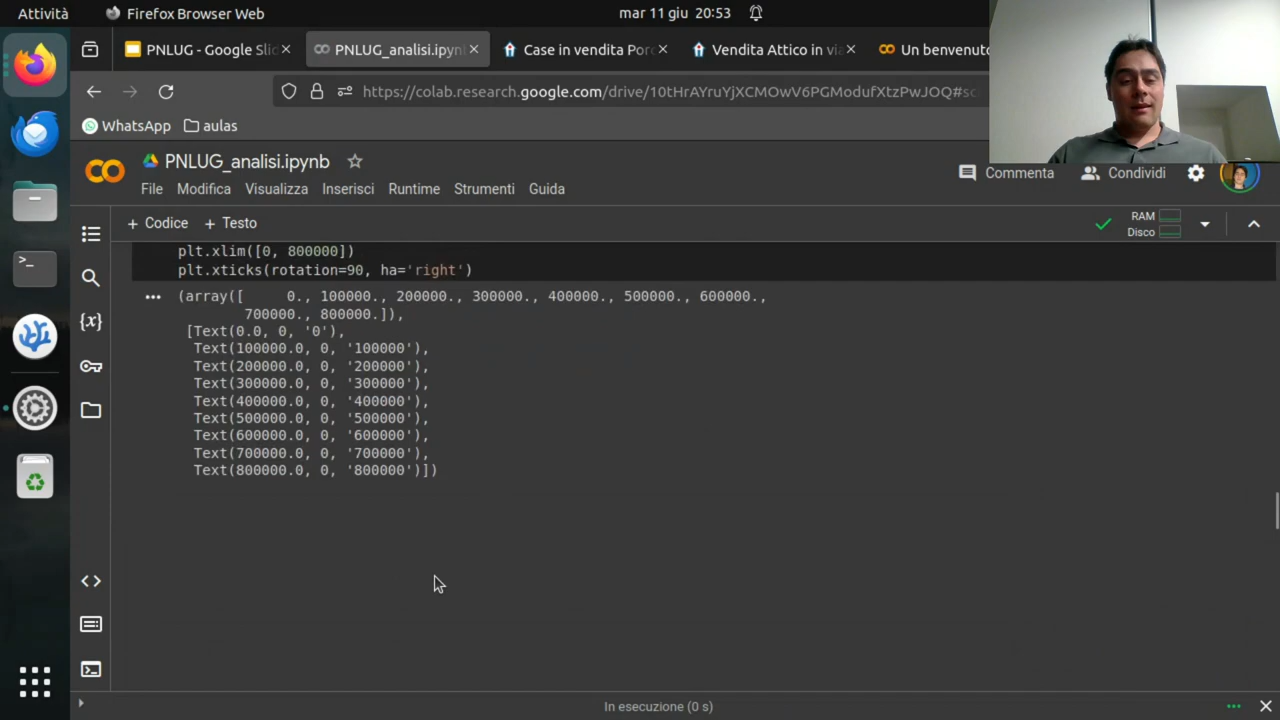 Attività
Firefox Browser Web
mar 11 giu 20:53
PNLUG - Google Slid
PNLUG_analisi.ipyn
Case in vendita Porc
Vendita Attico in via
Un benvenuto
https://colab.research.google.com/drive/10tHrAYruYjXCMOwV6PGModufXtzPwJOQ#sc
WhatsApp
aulas
PNLUG_analisi.ipynb
Commenta
Condividi
File
Modifica
Visualizza
Inserisci
Runtime
Strumenti
Guida
+ Codice
+ Testo
RAM
Disco
plt.xlim([0, 800000])
plt.xticks(rotation=90, ha='right')
(array([     0., 100000., 200000., 300000., 400000., 500000., 600000.,
        700000., 800000.]),
 [Text(0.0, 0, '0'),
  Text(100000.0, 0, '100000'),
  Text(200000.0, 0, '200000'),
  Text(300000.0, 0, '300000'),
  Text(400000.0, 0, '400000'),
  Text(500000.0, 0, '500000'),
  Text(600000.0, 0, '600000'),
  Text(700000.0, 0, '700000'),
  Text(800000.0, 0, '800000')])
In esecuzione (0 s)